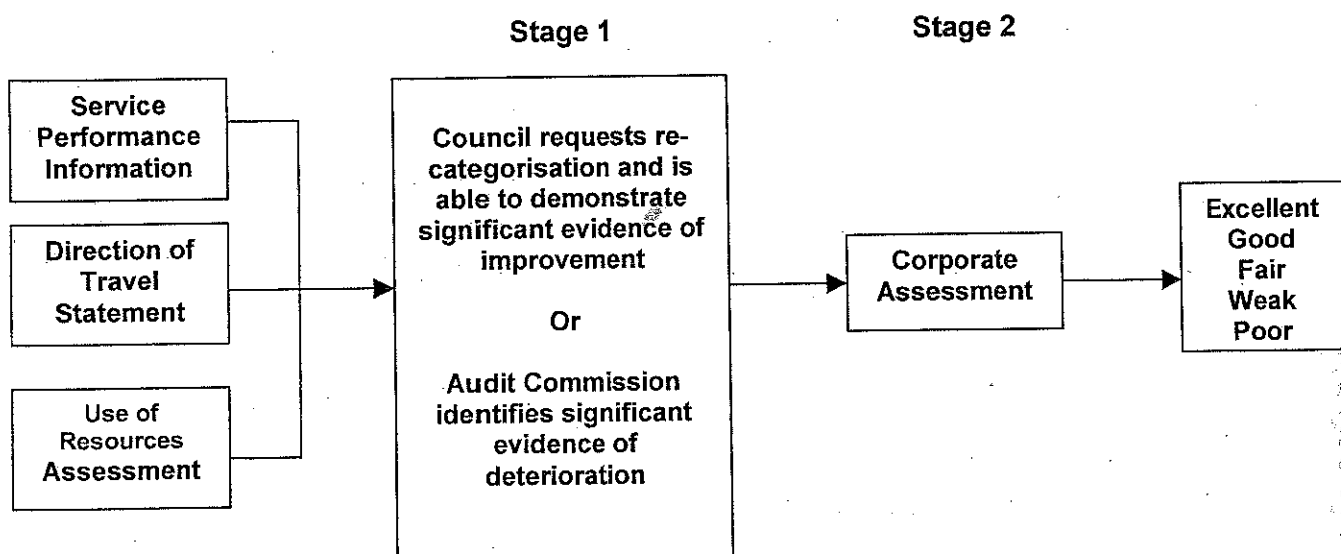 Stage 1
Stage 2
Service
Performance
Information
Direction of
Travel
Statement
Use of
Resources
Assessment
Council requests re-
categorisation and is
able to demonstrate
significant evidence of
improvement
Or
Audit Commission
identifies significant
evidence of
deterioration
Corporate
Assessment
Excellent
Good
Fair
Weak
Poor